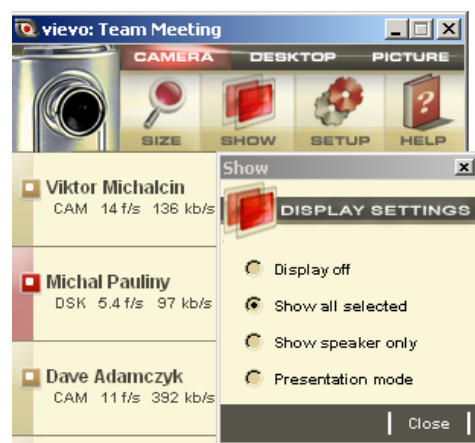 vievo: Team Meeting
CAMERA DESKTOP PICTURE
SIZE SHOW SETUP HELP
?
Viktor Michalcin
CAM 14 f/s 136 kb/s
Michal Pauliny
DSK 5.4 f/s 97 kb/s
Dave Adamczyk
CAM 11 f/s 392 kb/s
Show
DISPLAY SETTINGS
Display off
Show all selected
Show speaker only
Presentation mode
Close